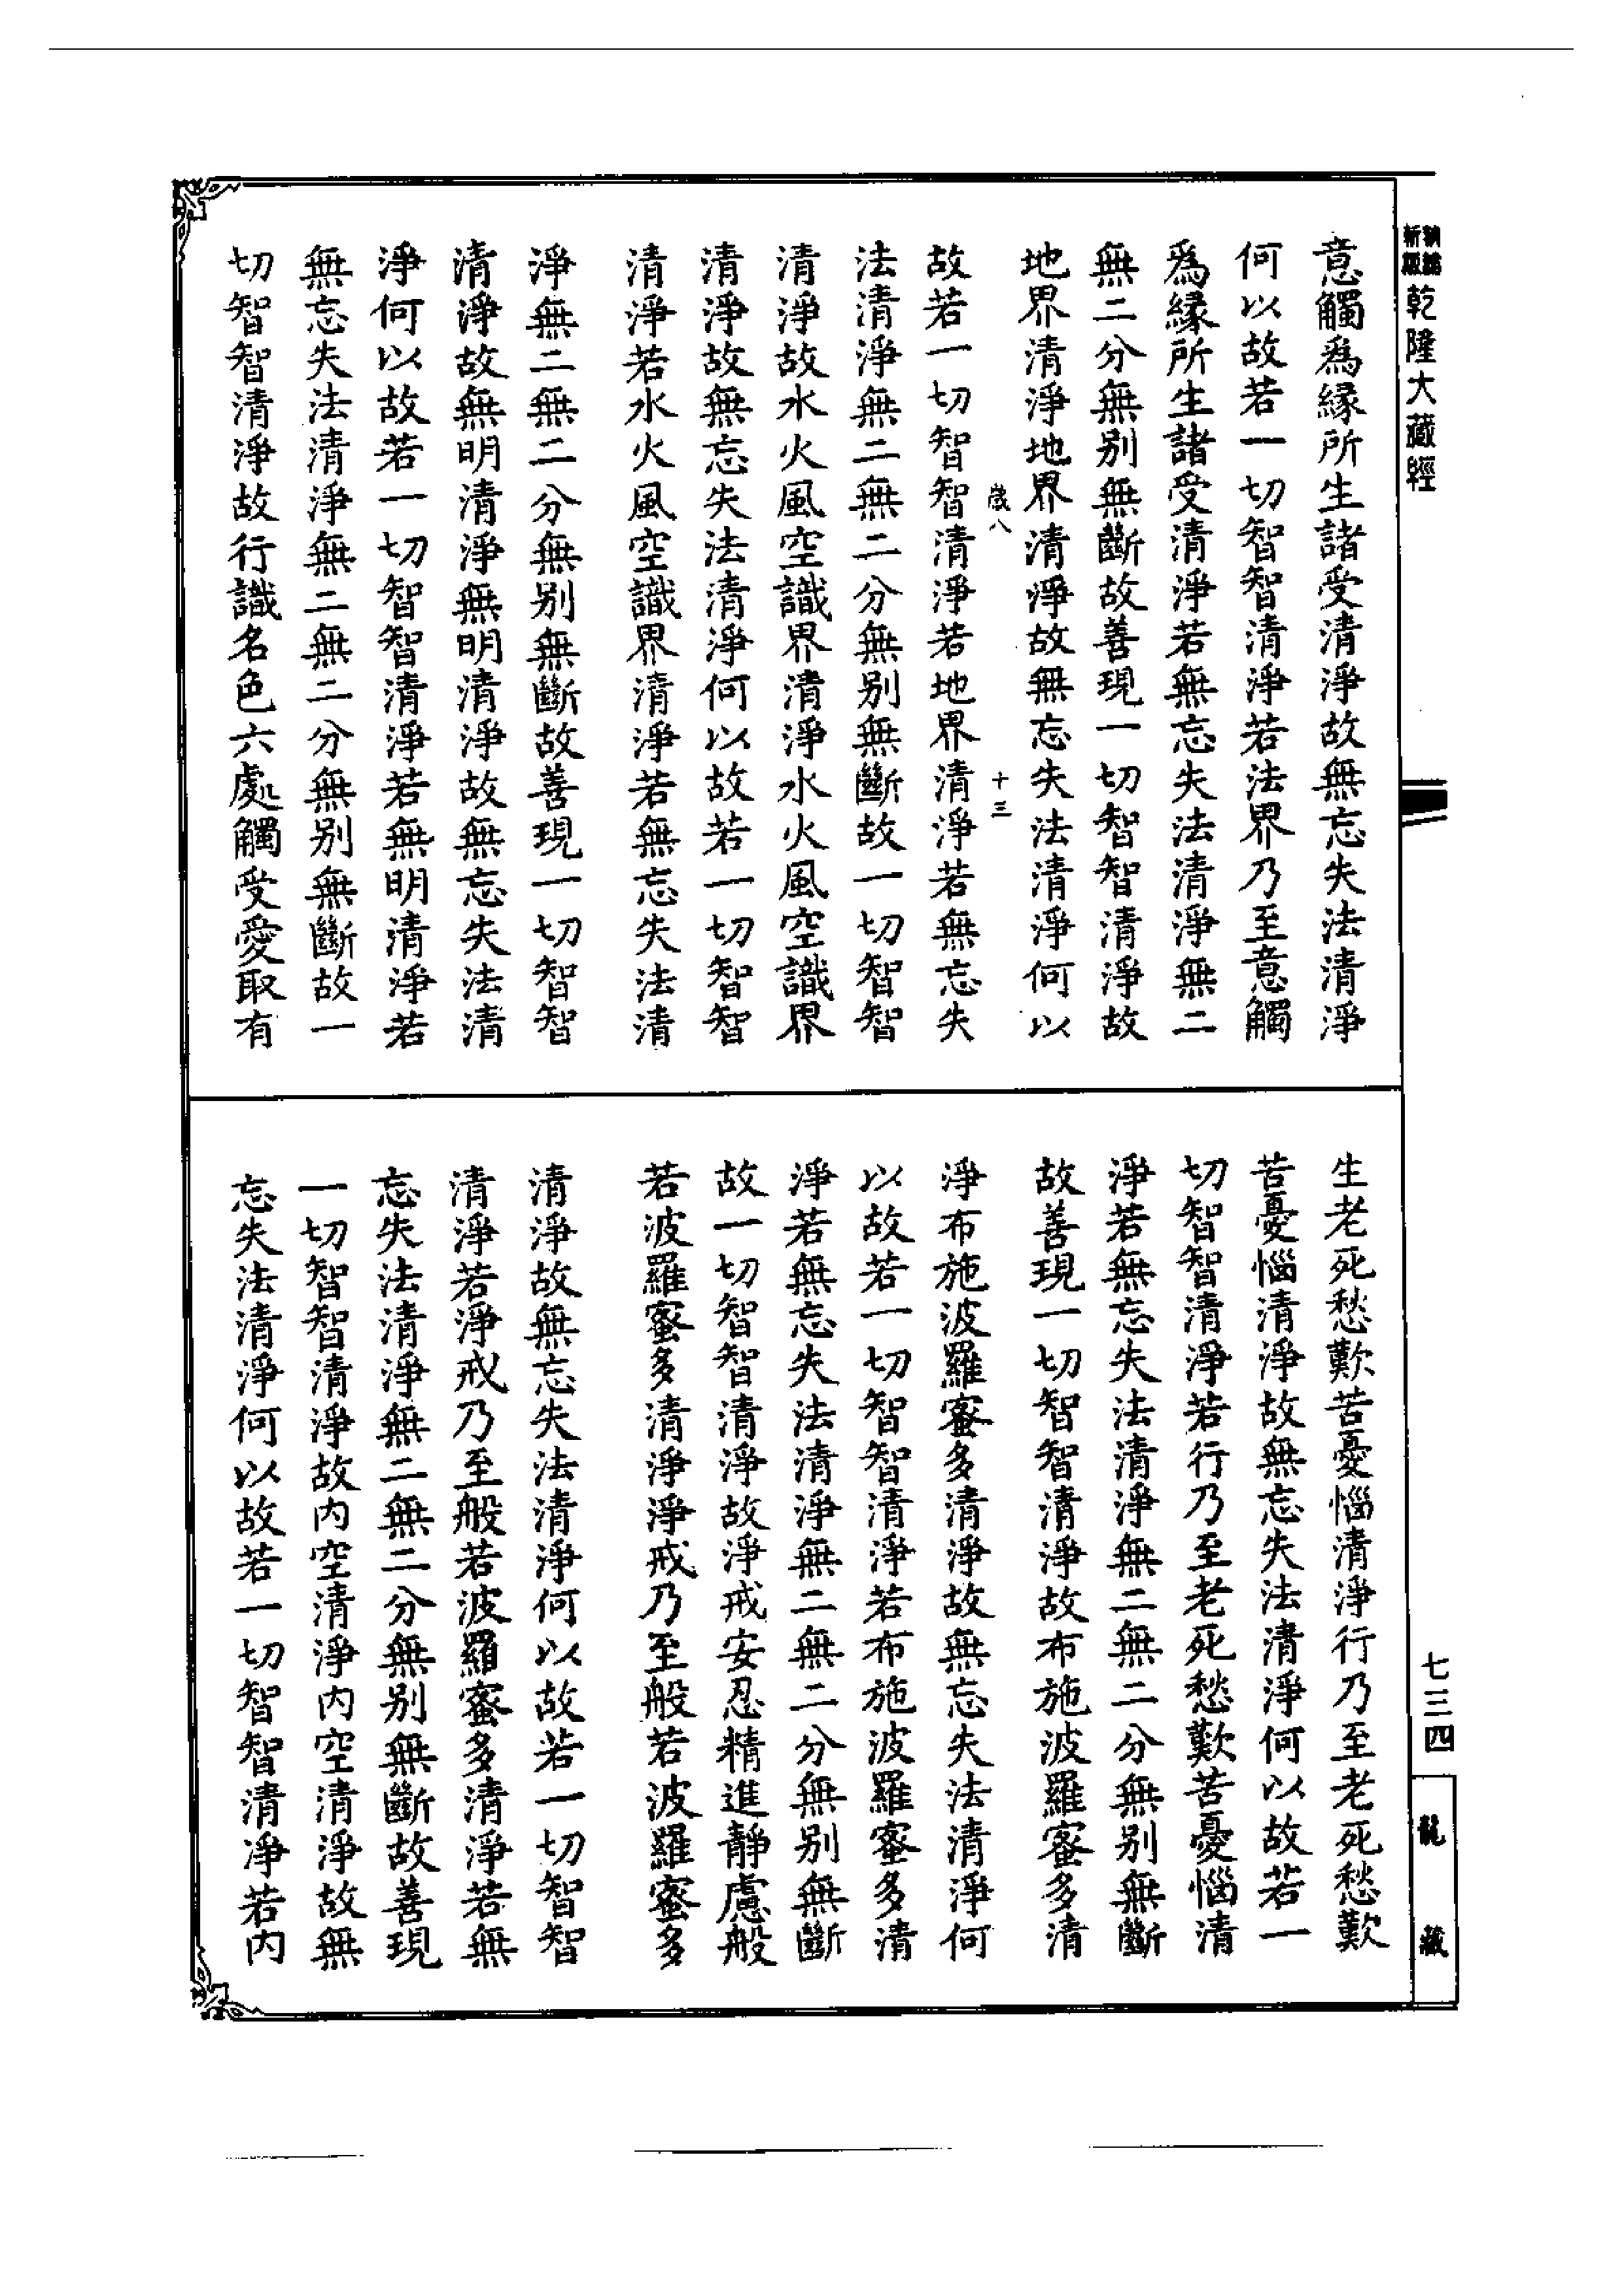 新編縮版乾隆大藏經
意觸爲緣所生諸受清淨故無忘失法清淨
何以故若一切智智清淨若法界乃至意觸
爲緣所生諸受清淨若無忘失法清淨無二
無二分無别無斷故善現一切智智清淨故
地界清淨地界清淨故無忘失法清淨何以
歲八 十三
故若一切智智清淨若地界清淨若無忘失
法清淨無二無二分無别無斷故一切智智
清淨故水火風空識界清淨水火風空識界
清淨故無忘失法清淨何以故若一切智智
清淨若水火風空識界清淨若無忘失法清
淨無二無二分無别無斷故善現一切智智
清淨故無明清淨無明清淨故無忘失法清
淨何以故若一切智智清淨若無明清淨若
無忘失法清淨無二無二分無别無斷故一
切智智清淨故行識名色六處觸受愛取有
生老死愁歎苦憂惱清淨行乃至老死愁歎
苦憂惱清淨故無忘失法清淨何以故若一
切智智清淨若行乃至老死愁歎苦憂惱清
淨若無忘失法清淨無二無二分無别無斷
故善現一切智智清淨故布施波羅蜜多清
淨布施波羅蜜多清淨故無忘失法清淨何
以故若一切智智清淨若布施波羅蜜多清
淨若無忘失法清淨無二無二分無别無斷
故一切智智清淨故淨戒安忍精進靜慮般
若波羅蜜多清淨淨戒乃至般若波羅蜜多
清淨故無忘失法清淨何以故若一切智智
清淨若淨戒乃至般若波羅蜜多清淨若無
忘失法清淨無二無二分無别無斷故善現
一切智智清淨故内空清淨内空清淨故無
忘失法清淨何以故若一切智智清淨若内
七三四
龍藏